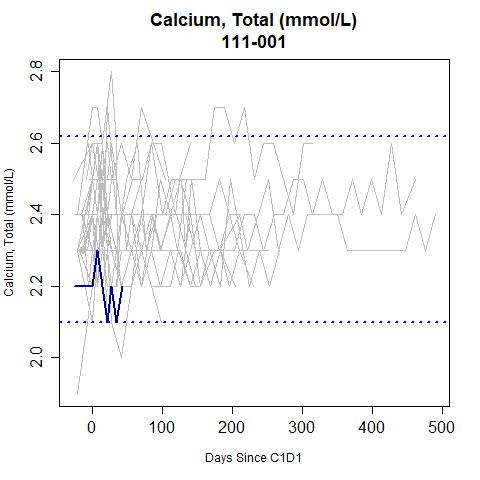 Calcium, Total (mmol/L)
111-001
Calcium, Total (mmol/L)
2.8
2.6
2.4
2.2
2.0
0 100 200 300 400 500
Days Since C1D1